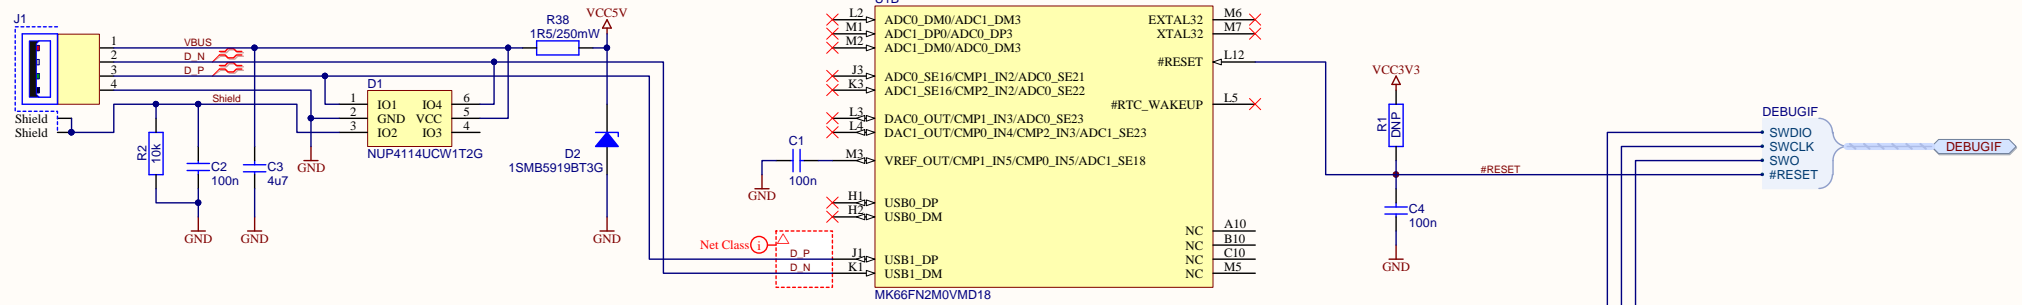 J1
1
2
3
4
VBUS
D_N
D_P
Shield
Shield
Shield
R2
10k
C2
100n
C3
4u7
GND
GND
GND
D1
1
2
3
IO1
GND
IO2
IO4
VCC
IO3
6
5
4
NUP4114UCW1T2G
R38
1R5/250mW
VCC5V
D2
1SMB5919BT3G
GND
C1
100n
GND
Net Class
i
D_P
D_N
L2 ADC0_DM0/ADC1_DM3
M1 ADC1_DP0/ADC0_DP3
M2 ADC1_DM0/ADC0_DM3
J3 ADC0_SE16/CMP1_IN2/ADC0_SE21
K3 ADC1_SE16/CMP2_IN2/ADC0_SE22
L3 DAC0_OUT/CMP1_IN3/ADC0_SE23
L4 DAC1_OUT/CMP0_IN4/CMP2_IN3/ADC1_SE23
M3 VREF_OUT/CMP1_IN5/CMP0_IN5/ADC1_SE18
H1 USB0_DP
H2 USB0_DM
J1 USB1_DP
K1 USB1_DM
EXTAL32 M6
XTAL32 M7
#RESET L12
#RTC_WAKEUP L5
NC A10
NC B10
NC C10
NC M5
MK66FN2M0VMD18
VCC3V3
R1
DNP
C4
100n
GND
#RESET
DEBUGIF
SWDIO
SWCLK
SWO
#RESET
DEBUGIF